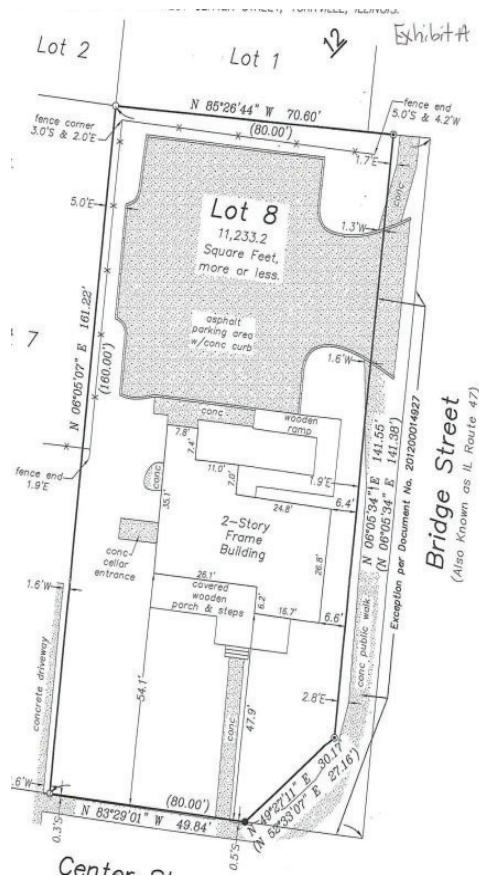 CENTER STREET, YORKVILLE, ILLINOIS.
12
Exhibit A
Lot 2
Lot 1
N 85°26'44" W 70.60'
(80.00')
fence end
5.0'S & 4.2'W
fence corner
3.0'S & 2.0'E
1.7'E
conc
5.0'E
Lot 8
11,233.2
Square Feet,
more or less.
1.3'W
asphalt
parking area
w/conc curb
7
N 06°05'07" E 161.22'
(160.00')
1.6'W
conc
wooden
ramp
7.8'
7.4'
11.0'
7.0'
1.9'E
fence end
1.9'E
conc
35.1'
24.8'
6.4'
2-Story
Frame
Building
conc
cellar
entrance
26.8'
26.1'
covered
wooden
porch & steps
6.2'
16.7'
6.6'
1.6'W
N 06°05'34" E 141.55'
(N 06°05'34" E 141.38')
Exception per Document No. 201200014927
Bridge Street
(Also Known as IL Route 47)
conc public walk
concrete driveway
54.1'
conc
47.9'
2.8'E
.6'W
(80.00')
N 83°29'01" W 49.84'
N 49°27'11" E 30.17'
(N 52°33'07" E 27.16')
0.3'S
0.5'S
Center St